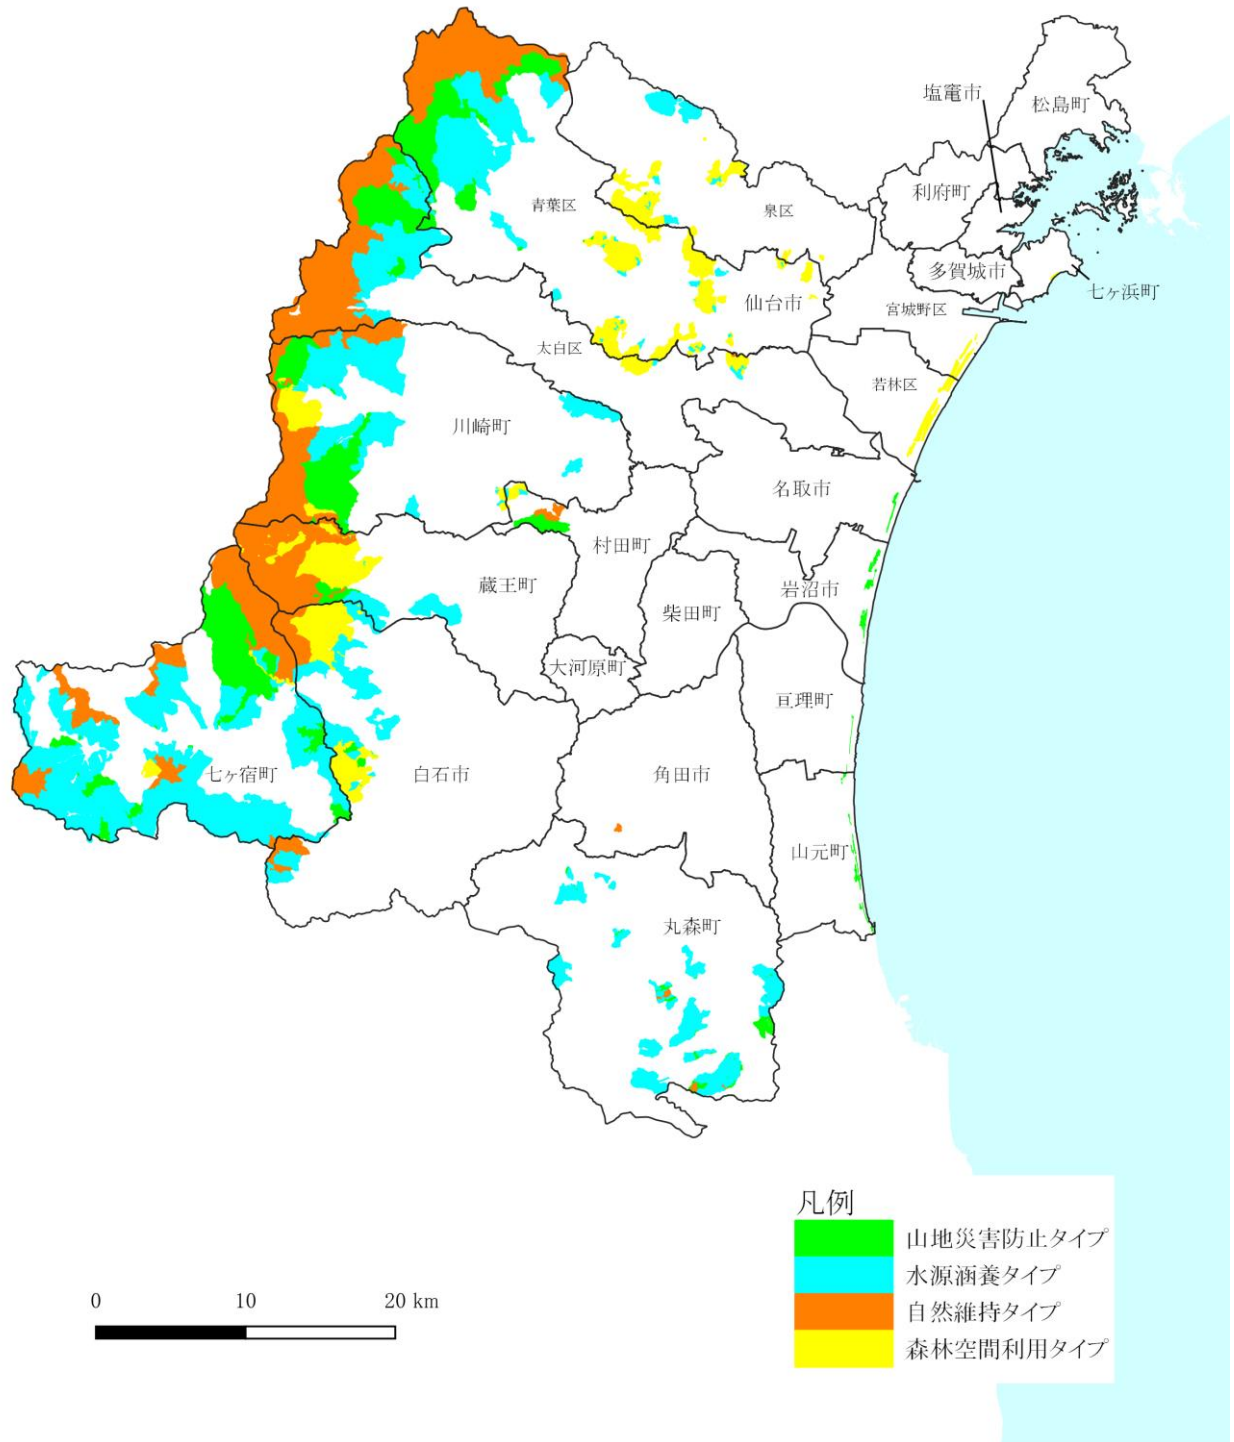 塩竈市
松島町
利府町
青葉区
泉区
多賀城市
七ヶ浜町
仙台市
宮城野区
太白区
若林区
川崎町
名取市
村田町
蔵王町
岩沼市
柴田町
大河原町
亘理町
七ヶ宿町
白石市
角田市
山元町
丸森町
凡例
山地災害防止タイプ
水源涵養タイプ
自然維持タイプ
森林空間利用タイプ
0 10 20 km